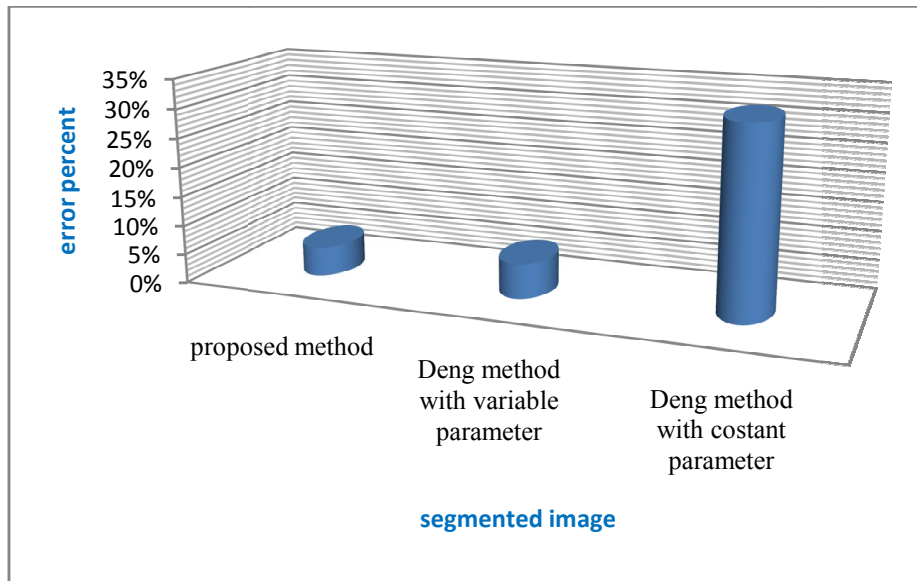 35%
30%
25%
20%
15%
10%
5%
0%
error percent
proposed method
Deng method
with variable
parameter
Deng method
with costant
parameter
segmented image